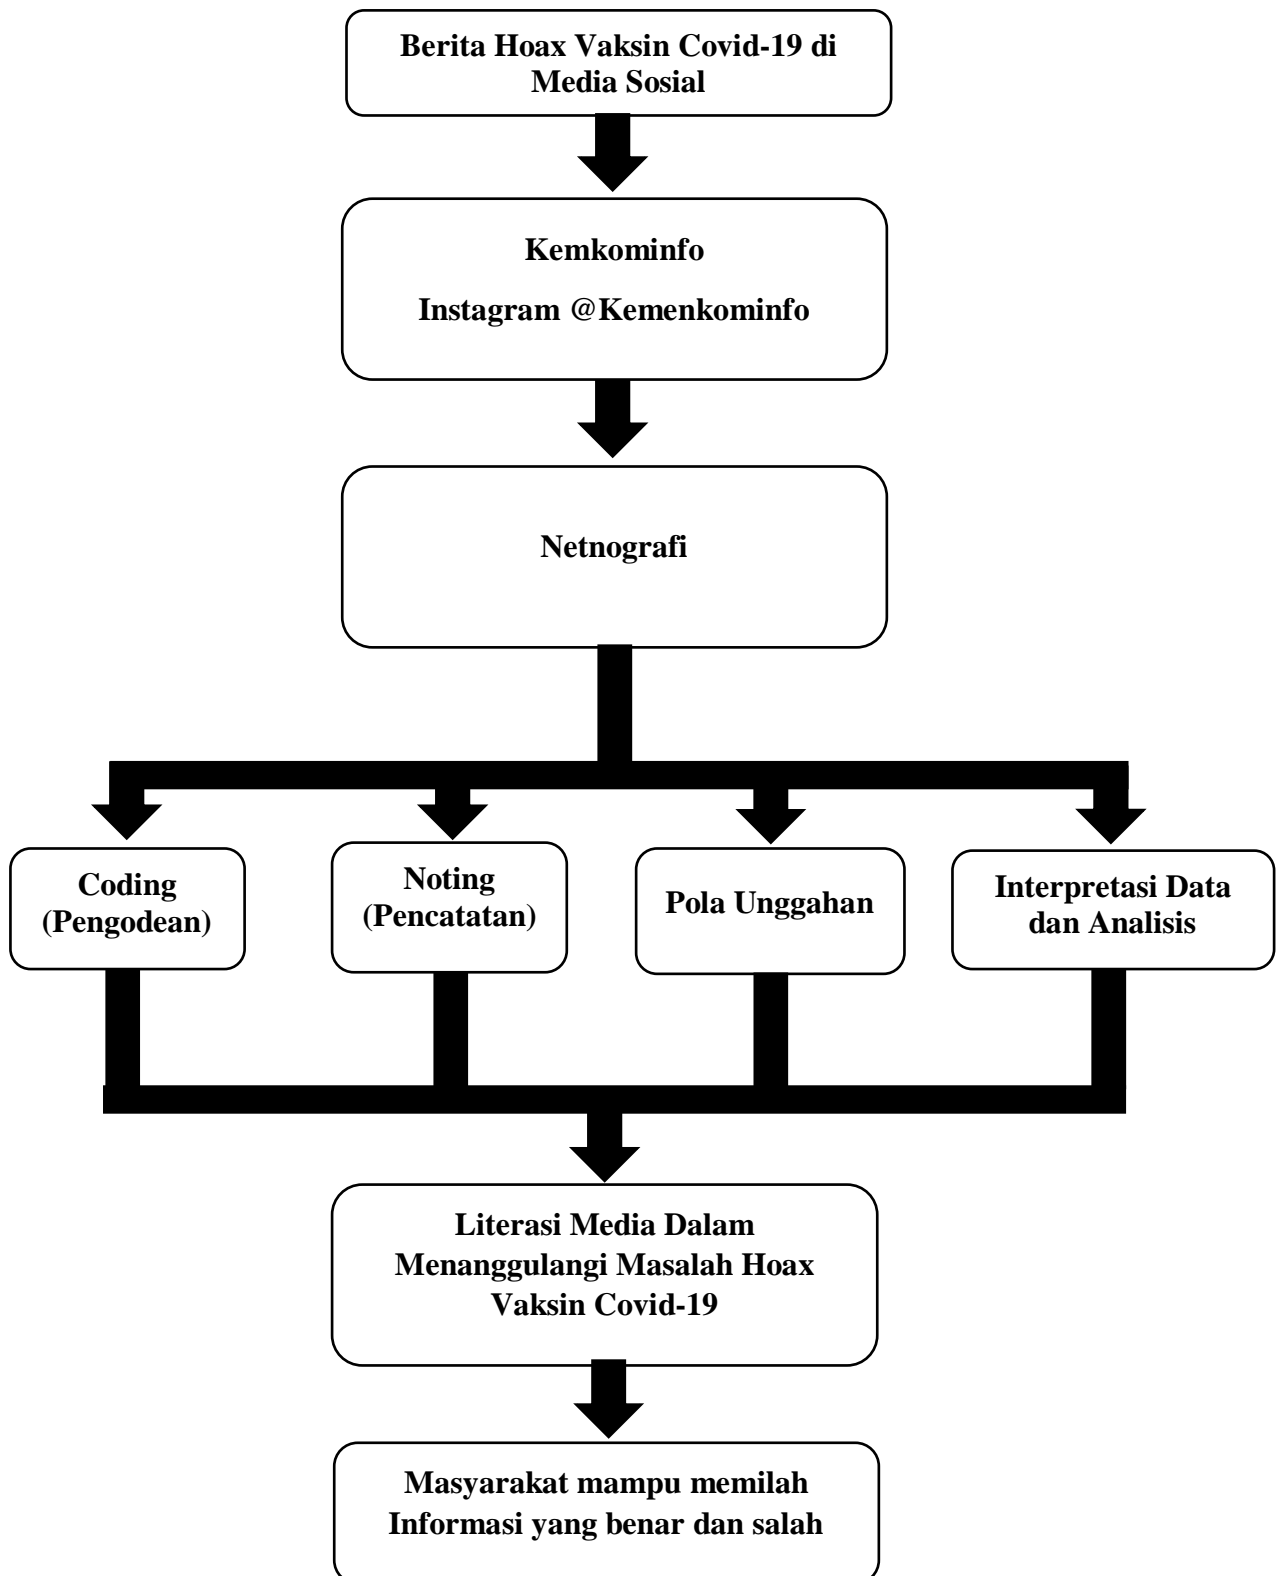 Berita Hoax Vaksin Covid-19 di
Media Sosial
Kemkominfo
Instagram @Kemenkominfo
Netnografi
Coding
(Pengodean)
Noting
(Pencatatan)
Pola Unggahan
Interpretasi Data
dan Analisis
Literasi Media Dalam
Menanggulangi Masalah Hoax
Vaksin Covid-19
Masyarakat mampu memilah
Informasi yang benar dan salah